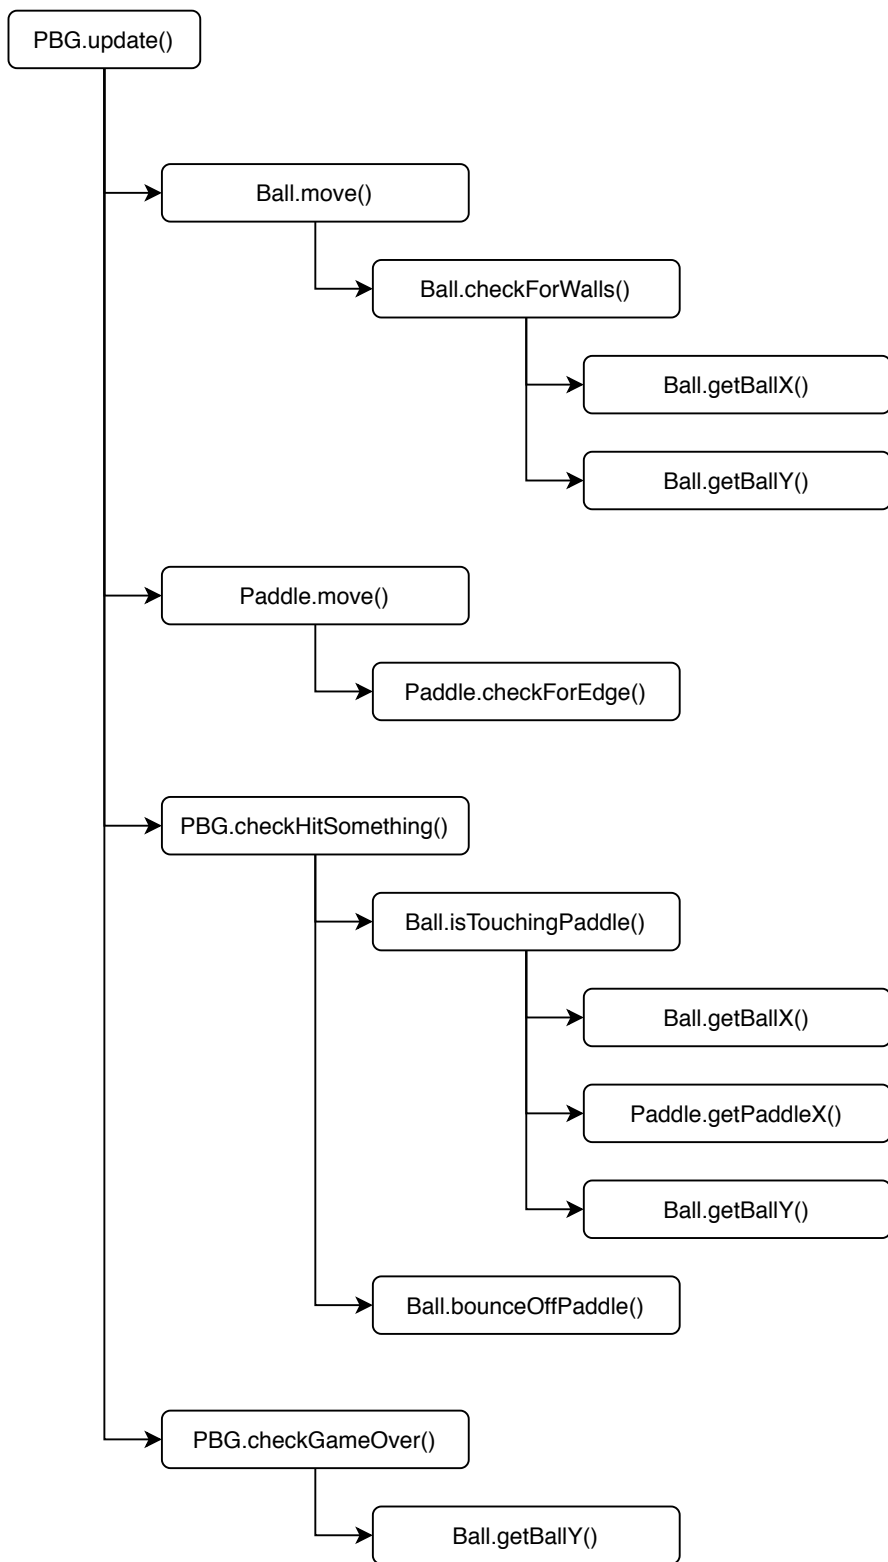 PBG.update()
Ball.move()
Ball.checkForWalls()
Ball.getBallX()
Ball.getBallY()
Paddle.move()
Paddle.checkForEdge()
PBG.checkHitSomething()
Ball.isTouchingPaddle()
Ball.getBallX()
Paddle.getPaddleX()
Ball.getBallY()
Ball.bounceOffPaddle()
PBG.checkGameOver()
Ball.getBallY()